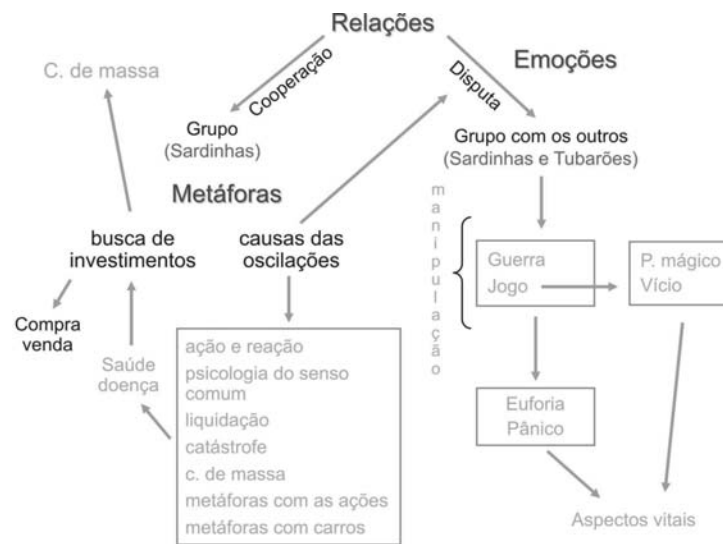 Relações
Emoções
C. de massa
Cooperação
Disputa
Grupo
(Sardinhas)
Grupo com os outros
(Sardinhas e Tubarões)
Metáforas
manipulação
busca de
investimentos
causas das
oscilações
Guerra
Jogo
P. mágico
Vício
Compra
venda
Saúde
doença
ação e reação
psicologia do senso
comum
liquidação
catástrofe
c. de massa
metáforas com as ações
metáforas com carros
Euforia
Pânico
Aspectos vitais